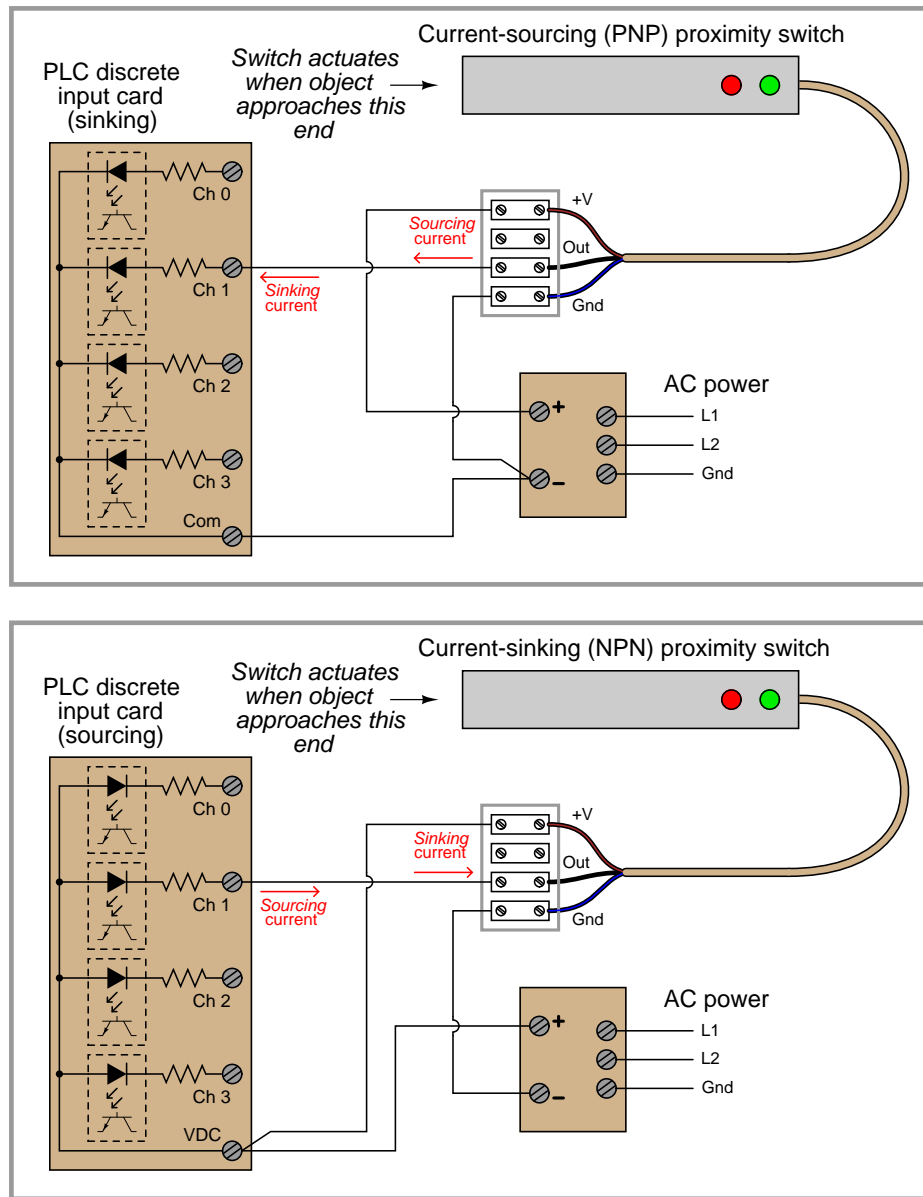 Current-sourcing (PNP) proximity switch
Switch actuates
when object
approaches this
end
PLC discrete
input card
(sinking)
Ch 0
Ch 1
Ch 2
Ch 3
Com
Sourcing
current
Sinking
current
+V
Out
Gnd
+
-
AC power
L1
L2
Gnd
Current-sinking (NPN) proximity switch
Switch actuates
when object
approaches this
end
PLC discrete
input card
(sourcing)
Ch 0
Ch 1
Ch 2
Ch 3
VDC
Sinking
current
Sourcing
current
+V
Out
Gnd
+
-
AC power
L1
L2
Gnd